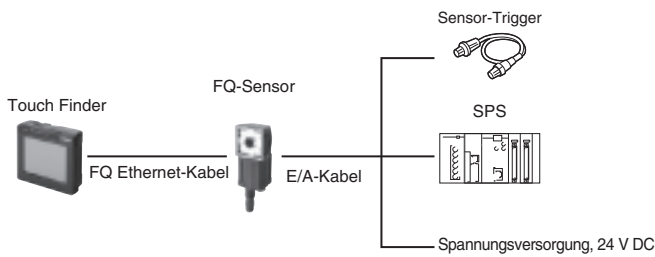 Sensor-Trigger
FQ-Sensor
Touch Finder
SPS
FQ Ethernet-Kabel
E/A-Kabel
Spannungsversorgung, 24 V DC